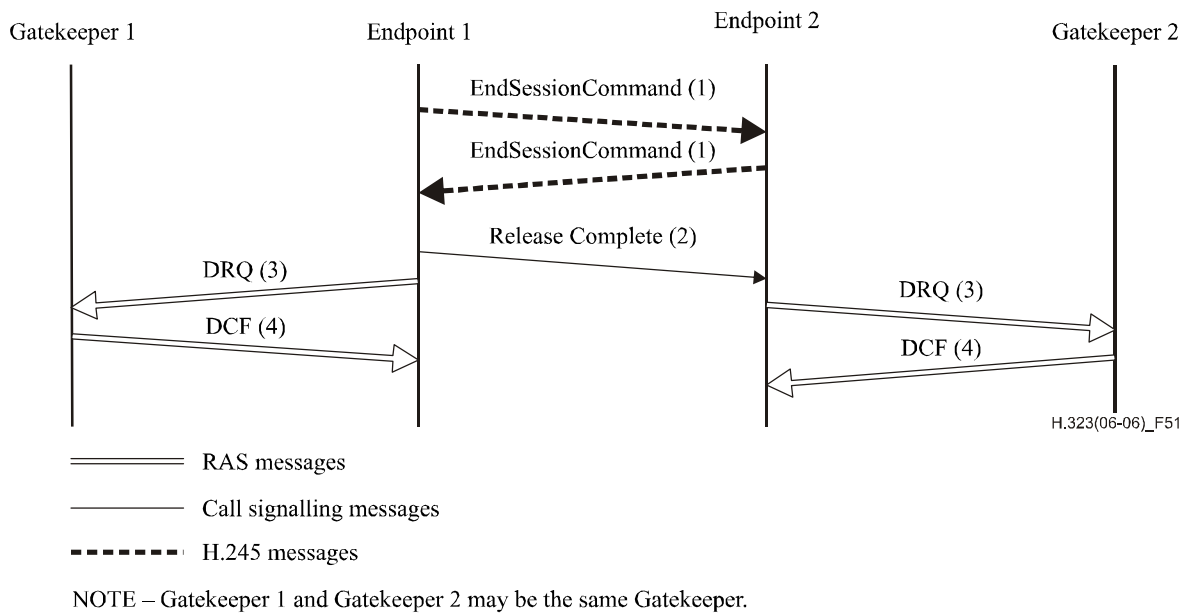 Gatekeeper 1
Endpoint 1
Endpoint 2
Gatekeeper 2
EndSessionCommand (1)
EndSessionCommand (1)
Release Complete (2)
DRQ (3)
DRQ (3)
DCF (4)
DCF (4)
H.323(06-06)_F51
RAS messages
Call signalling messages
H.245 messages
NOTE – Gatekeeper 1 and Gatekeeper 2 may be the same Gatekeeper.